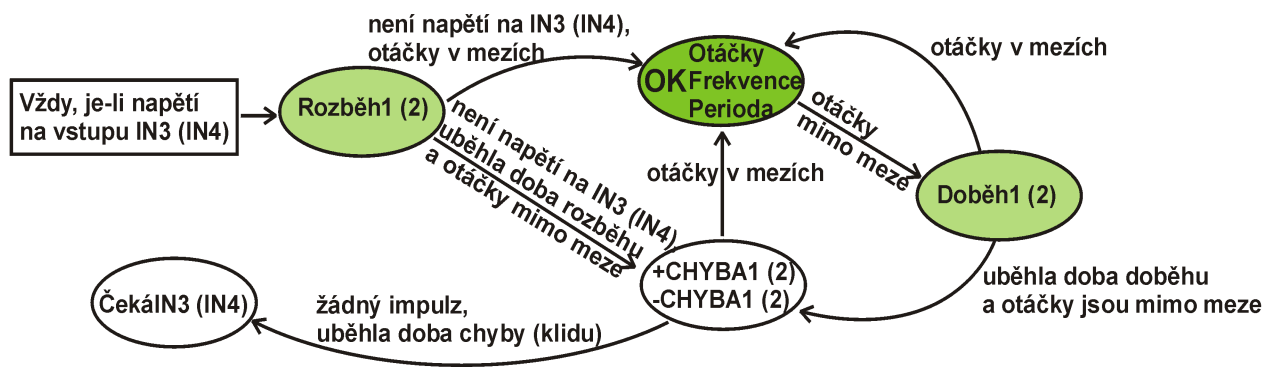 není napětí na IN3 (IN4),
otáčky v mezích
Otáčky
OK Frekvence
Perioda
otáčky v mezích
Vždy, je-li napětí
na vstupu IN3 (IN4)
Rozběh1 (2)
není napětí na IN3 (IN4),
uběhla doba rozběhu
a otáčky mimo meze
otáčky
mimo meze
otáčky v mezích
Doběh1 (2)
+CHYBA1 (2)
-CHYBA1 (2)
uběhla doba doběhu
a otáčky jsou mimo meze
ČekáIN3 (IN4)
žádný impulz,
uběhla doba chyby (klidu)